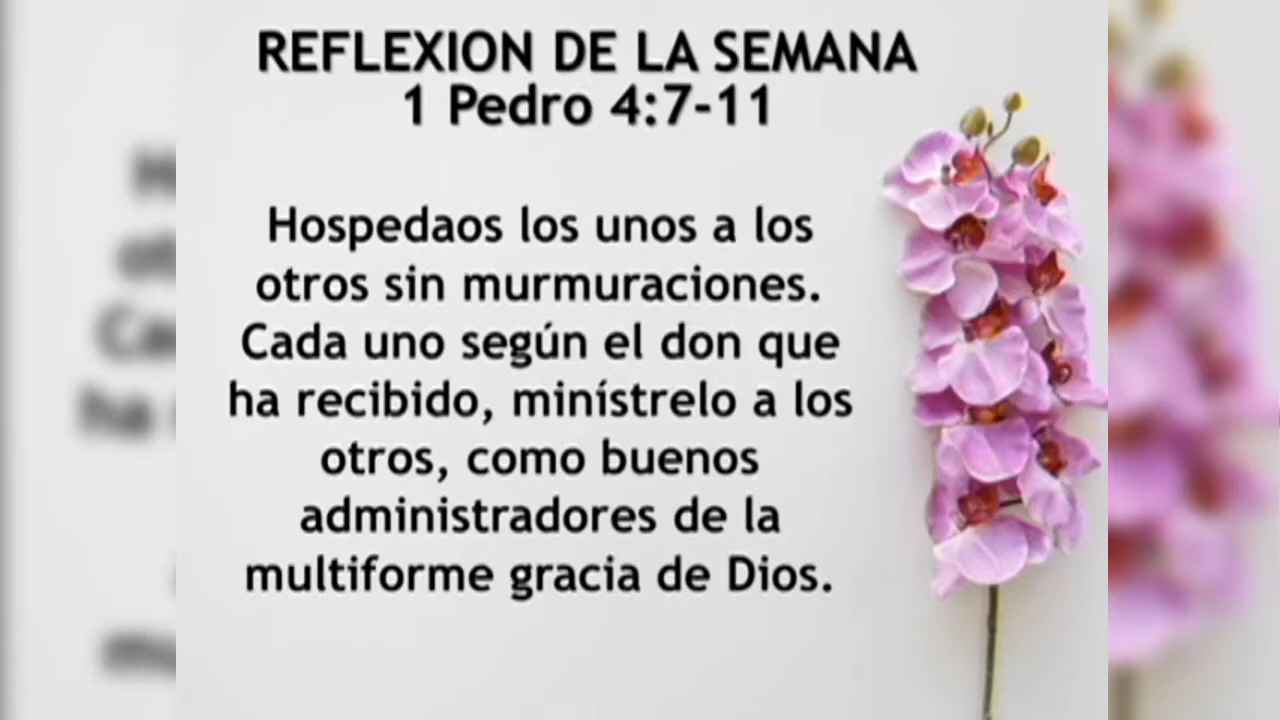 REFLEXION DE LA SEMANA
1 Pedro 4:7-11
Hospedaos los unos a los
otros sin murmuraciones.
Cada uno según el don que
ha recibido, minístrelo a los
otros, como buenos
administradores de la
multiforme gracia de Dios.